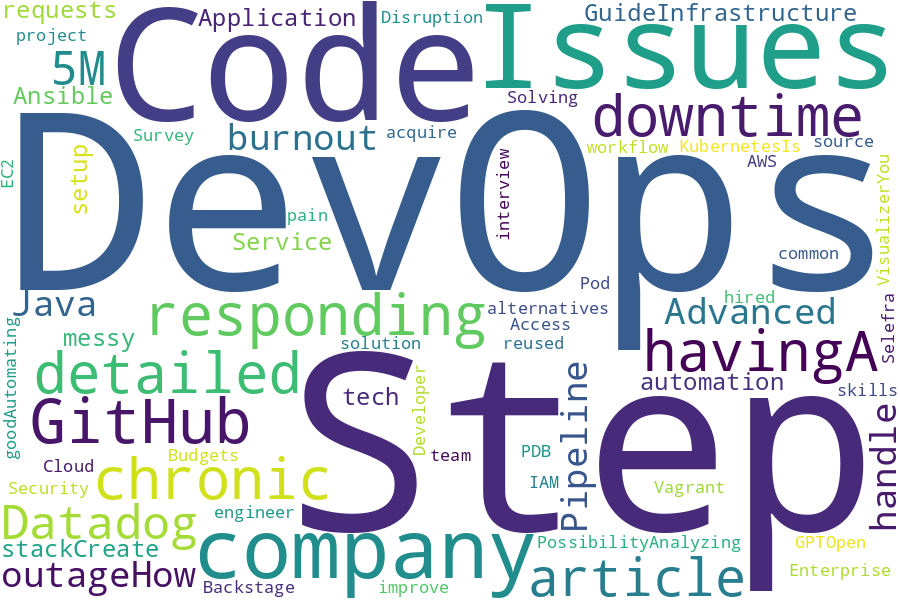 requests
Application
Disruption
GuideInfrastructure
project
Code
Issues
5M
Ansible
Solving
downtime
Survey
burnout
acquire
workflow
KubernetesIs
source
AWS
EC2
setup
DevOps
interview
VisualizerYou
pain
Service
common
Pod
Java
responding
alternatives
hired
Advanced
Access
Selefra
messy
solution
reused
havingA
goodAutomating
detailed
Step
tech
Developer
Pipeline
automation
skills
GitHub
handle
Cloud
Budgets
team
PDB
chronic
IAM
Vagrant
Security
Datadog
engineer
stackCreate
company
PossibilityAnalyzing
GPTOpen
outageHow
Backstage
improve
article
Enterprise